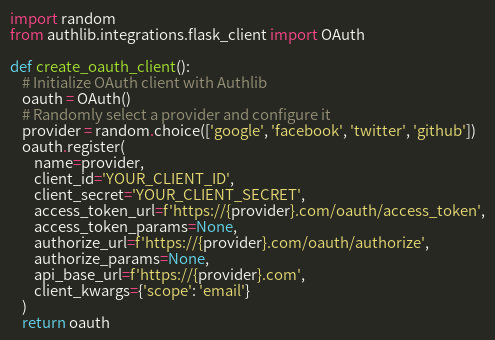 import random
from authlib.integrations.flask_client import OAuth

def create_oauth_client():
    # Initialize OAuth client with Authlib
    oauth = OAuth()
    # Randomly select a provider and configure it
    provider = random.choice(['google', 'facebook', 'twitter', 'github'])
    oauth.register(
        name=provider,
        client_id='YOUR_CLIENT_ID',
        client_secret='YOUR_CLIENT_SECRET',
        access_token_url=f'https://{provider}.com/oauth/access_token',
        access_token_params=None,
        authorize_url=f'https://{provider}.com/oauth/authorize',
        authorize_params=None,
        api_base_url=f'https://{provider}.com',
        client_kwargs={'scope': 'email'}
    )
    return oauth